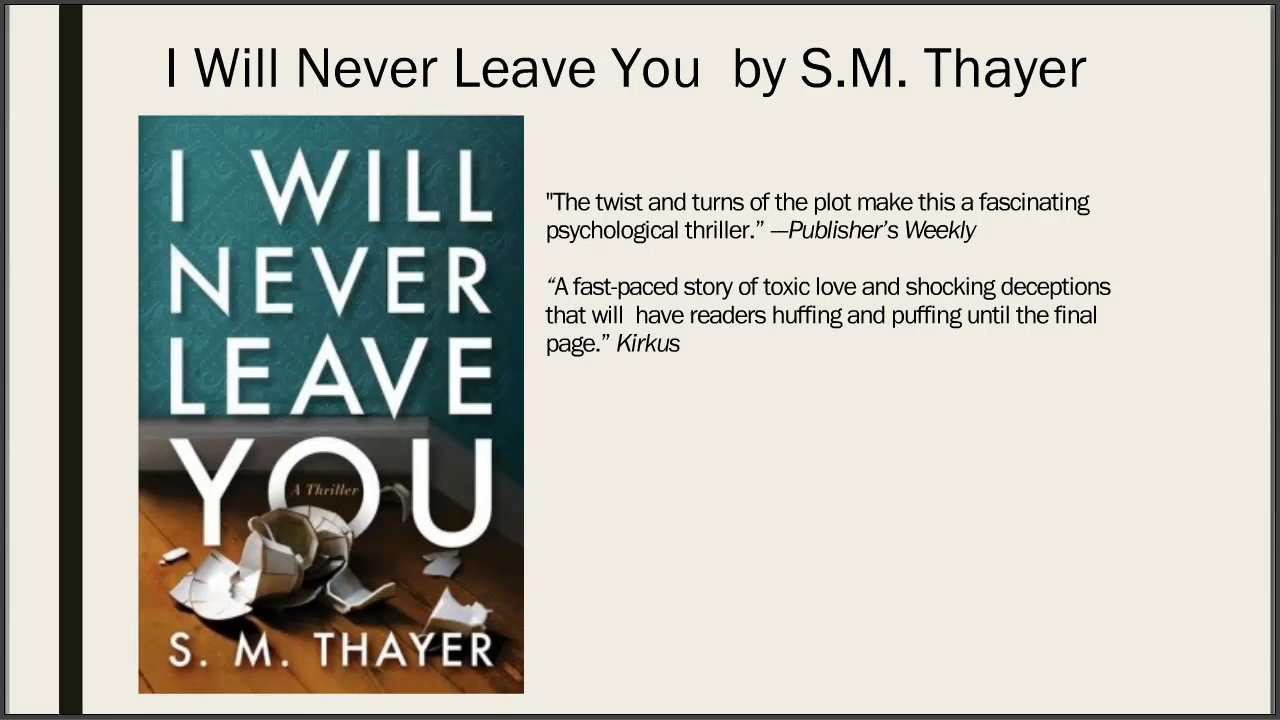 I Will Never Leave You  by S.M. Thayer
I WILL
NEVER
LEAVE
YOU
A Thriller
S. M. THAYER
"The twist and turns of the plot make this a fascinating
psychological thriller.” —Publisher’s Weekly
“A fast-paced story of toxic love and shocking deceptions
that will  have readers huffing and puffing until the final
page.” Kirkus